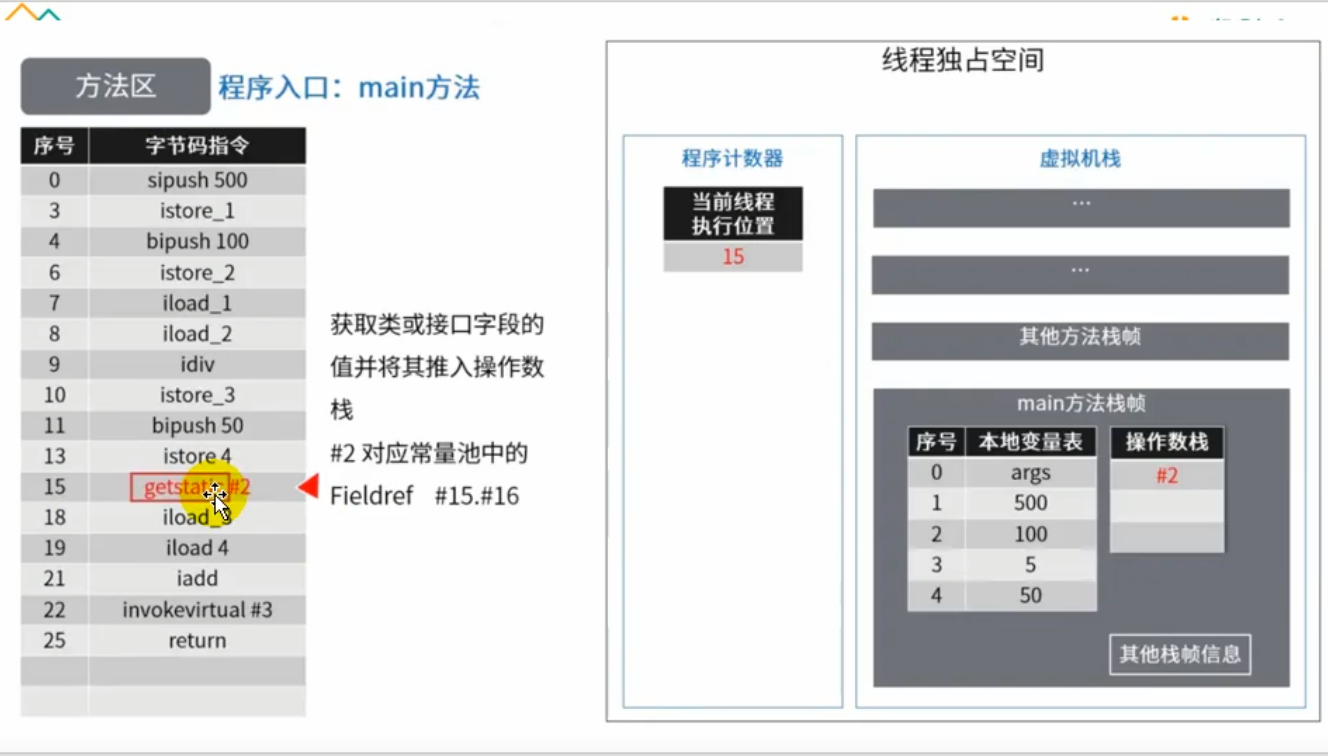 方法区 程序入口：main方法
序号 字节码指令
0 sipush 500
3 istore_1
4 bipush 100
6 istore_2
7 iload_1
8 iload_2
9 idiv
10 istore_3
11 bipush 50
13 istore 4
15 #2
18
19 iload 4
21 iadd
22 invokevirtual #3
25 return
获取类或接口字段的
值并将其推入操作数
栈
#2 对应常量池中的
Fieldref #15.#16
线程独占空间
程序计数器
当前线程
执行位置
15
虚拟机栈
...
...
其他方法栈帧
main方法栈帧
序号 本地变量表
0 args
1 500
2 100
3 5
4 50
操作数栈
#2
其他栈帧信息